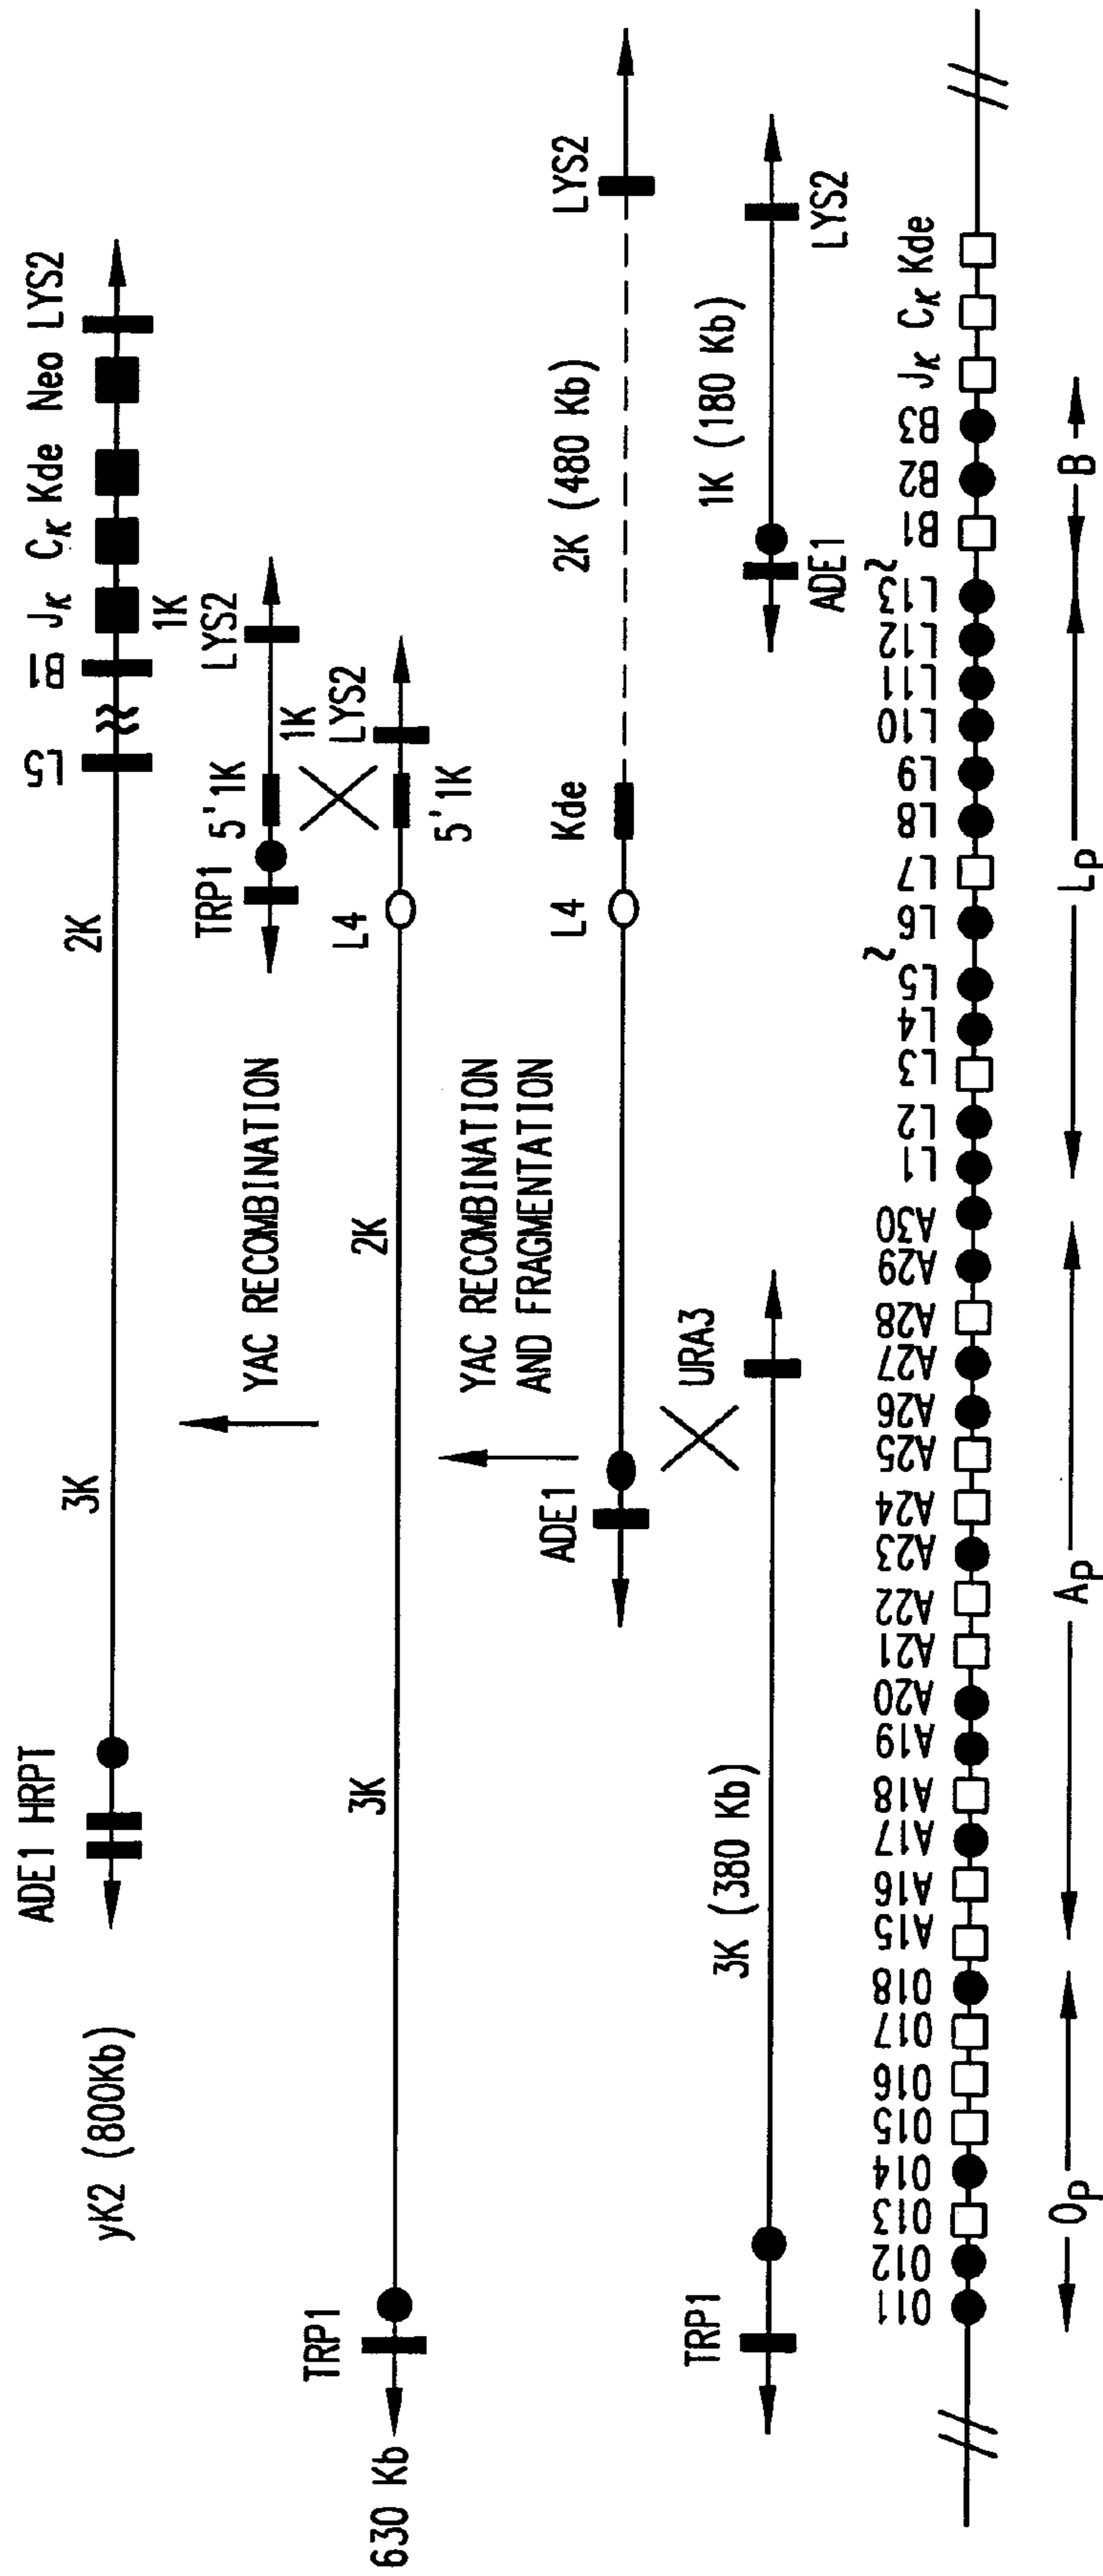 yK2 (800Kb)
ADE1 HRPT 3K 2K L5 B1 Jκ Cκ Kde Neo LYS2
YAC RECOMBINATION
TRP1 5'1K LYS2 1K
630 Kb TRP1 3K 2K L4 5'1K LYS2 1K
YAC RECOMBINATION
AND FRAGMENTATION
ADE1 L4 Kde 2K (480 Kb) LYS2
TRP1 3K (380 Kb) URA3
ADE1 1K (180 Kb) LYS2
O11 O12 O13 O14 O15 O16 O17 O18 A15 A16 A17 A18 A19 A20 A21 A22 A23 A24 A25 A26 A27 A28 A29 A30 L1 L2 L3 L4 L5~ L6 L7 L8 L9 L10 L11 L12 L13~ B1 B2 B3 Jκ Cκ Kde
Op Ap Lp B